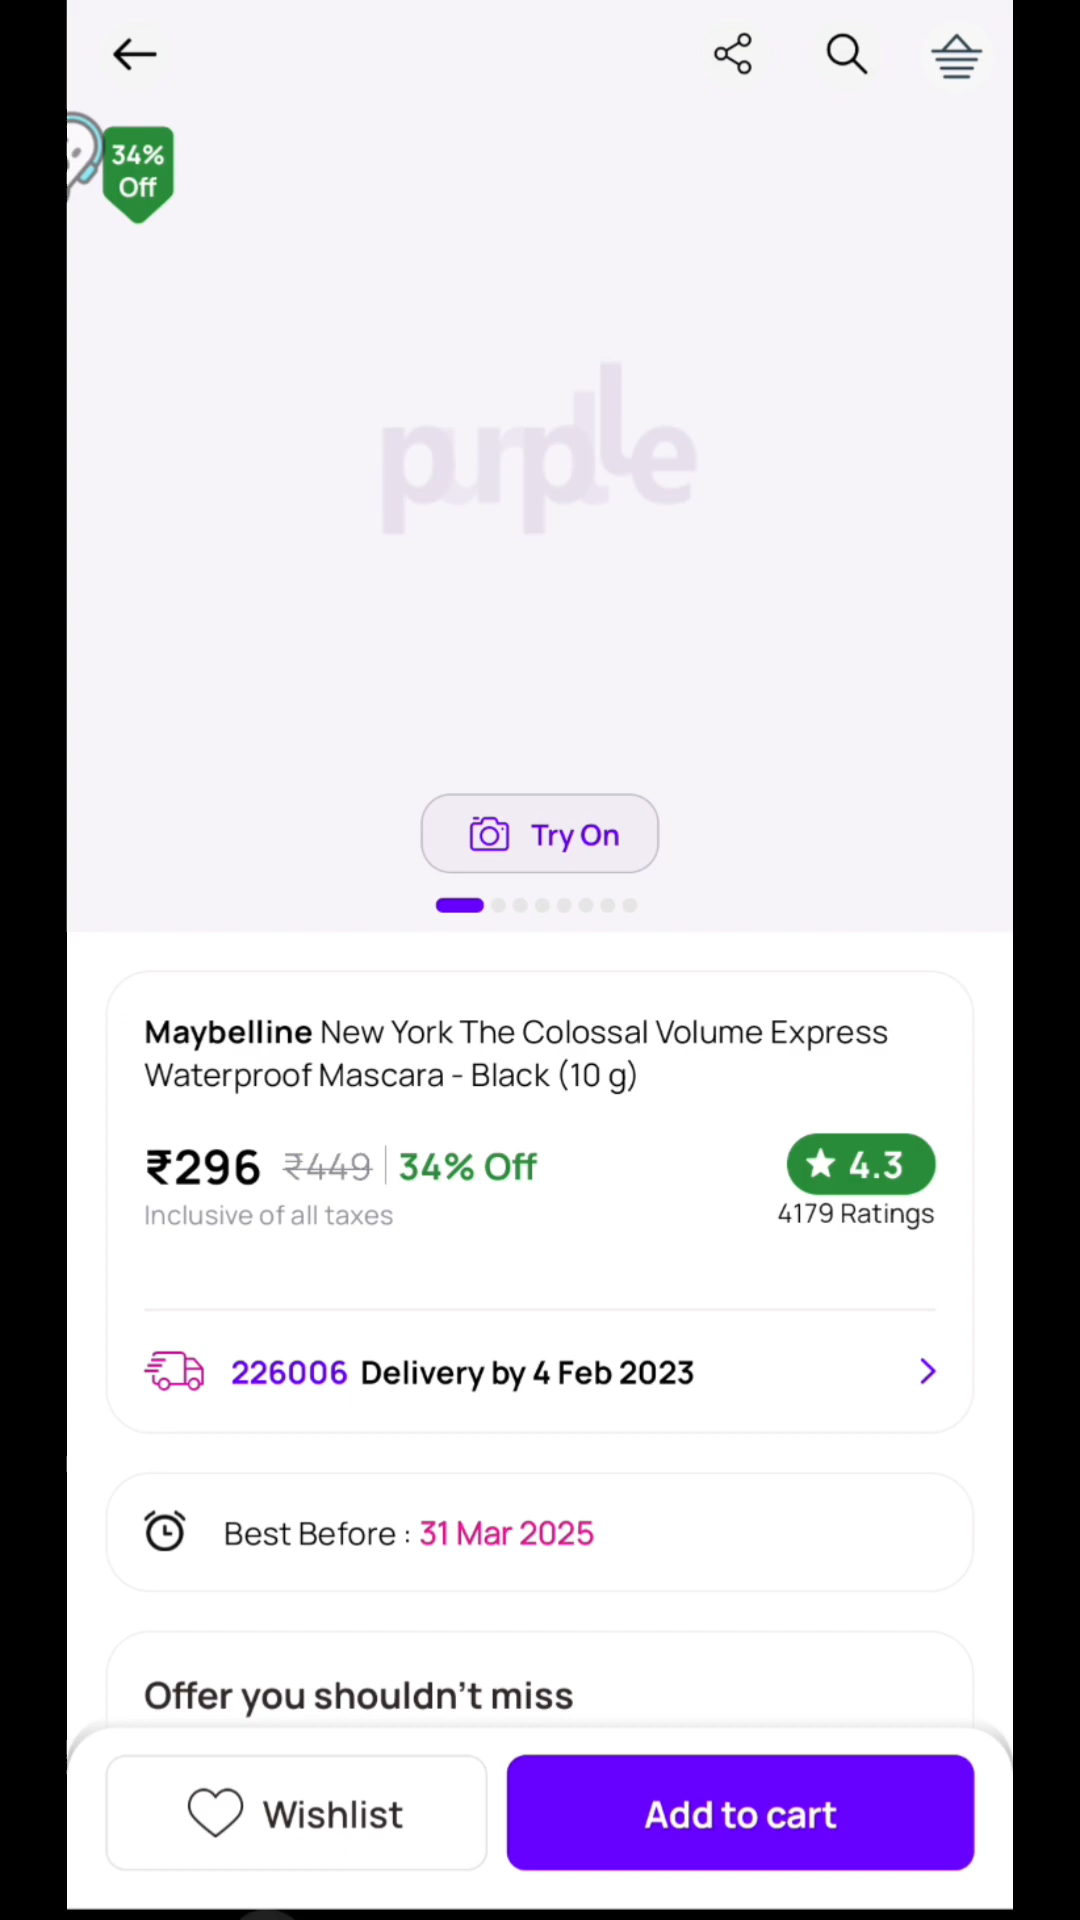 34%
Off
purplle
Try On
Maybelline New York The Colossal Volume Express
Waterproof Mascara - Black (10 g)
₹296 ₹449 34% Off
★ 4.3
Inclusive of all taxes
4179 Ratings
226006 Delivery by 4 Feb 2023
Best Before : 31 Mar 2025
Offer you shouldn't miss
Wishlist
Add to cart